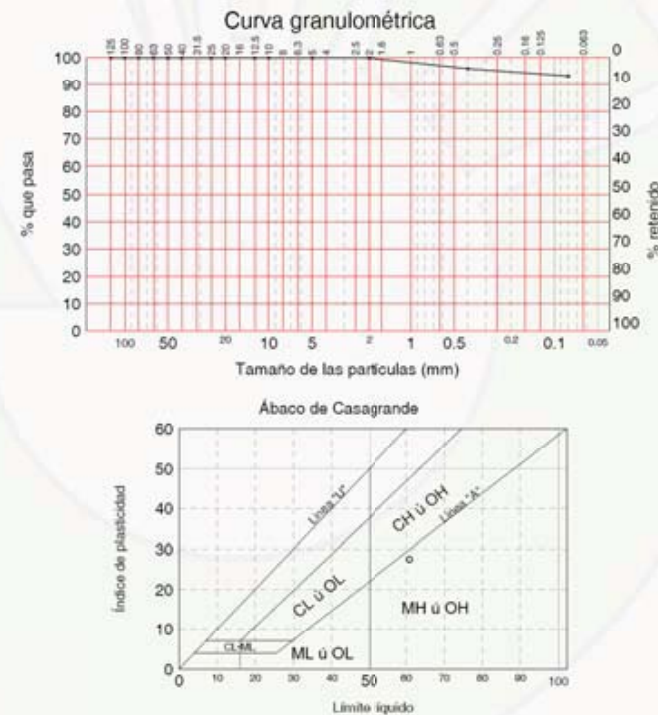 Curva granulométrica
125 100 80 63 50 40 31.5 25 20 16 12.5 10 8 6.3 5 4 2.5 2 1.6 1 0.63 0.5 0.25 0.16 0.125 0.063
100 0
90 10
80 20
70 30
60 40
50 50
40 60
30 70
20 80
10 90
0 100
% que pasa
% retenido
100 50 20 10 5 2 1 0.5 0.2 0.1 0.05
Tamaño de las partículas (mm)
Ábaco de Casagrande
60
50
40
30
20
10
0
Índice de plasticidad
Línea "U"
CH ú OH
Línea "A"
CL ú OL
MH ú OH
CL-ML
ML ú OL
0 10 20 30 40 50 60 70 80 90 100
Límite líquido